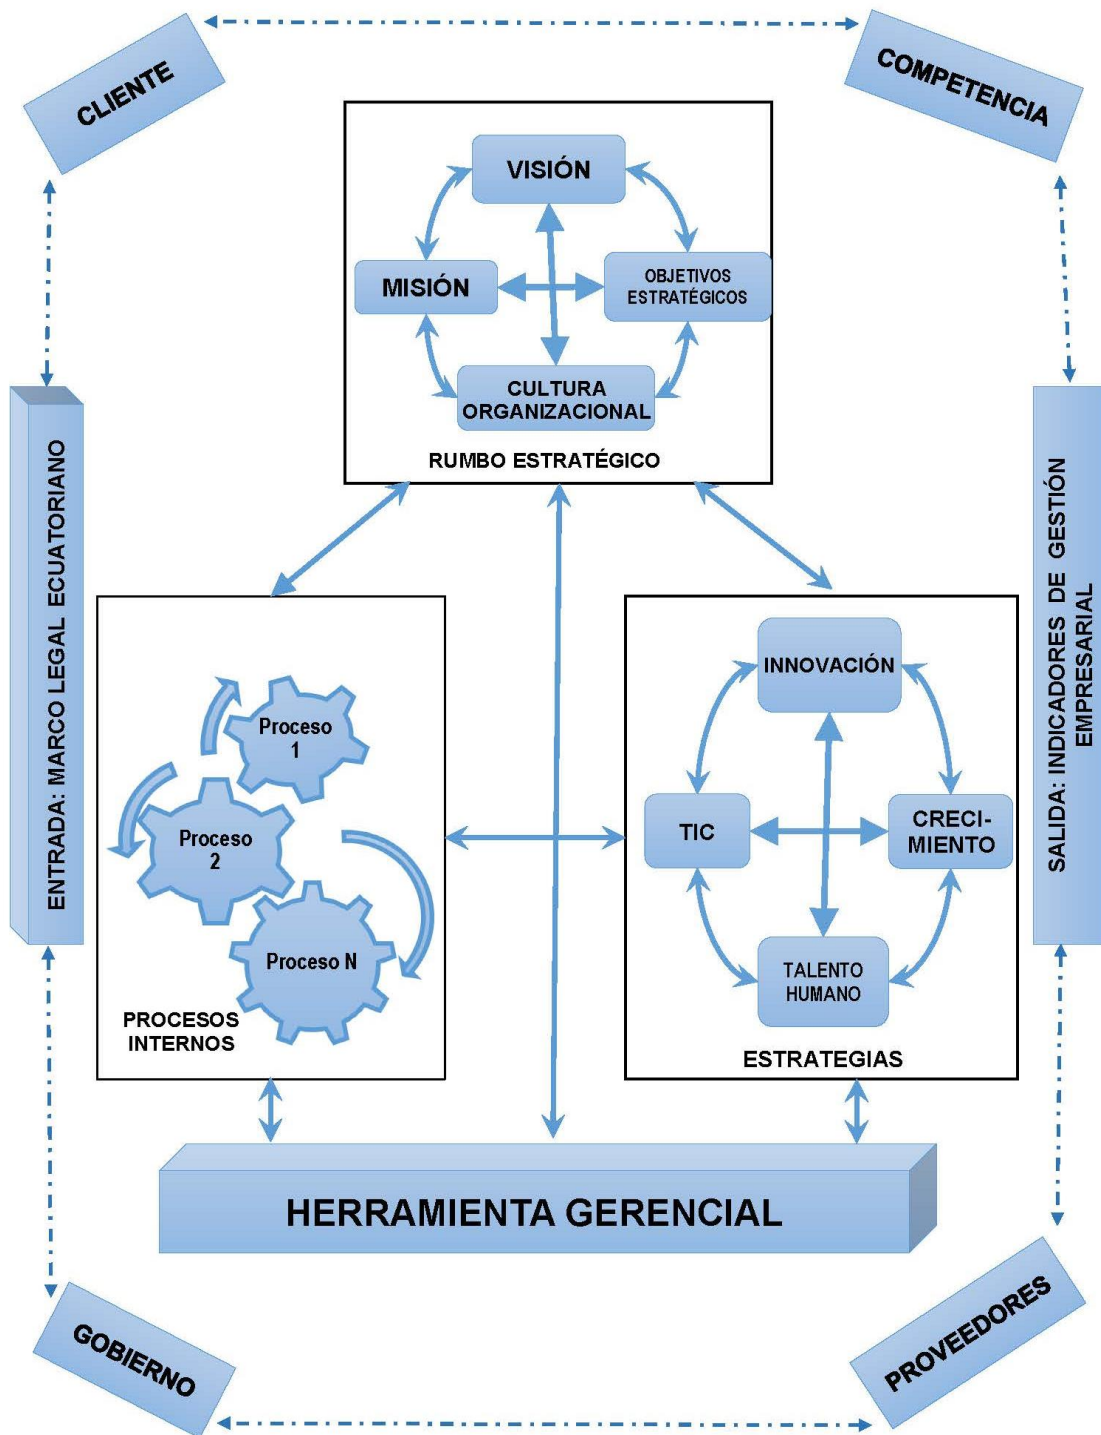 CLIENTE
COMPETENCIA
VISIÓN
MISIÓN
OBJETIVOS
ESTRATÉGICOS
CULTURA
ORGANIZACIONAL
RUMBO ESTRATÉGICO
ENTRADA: MARCO LEGAL ECUATORIANO
SALIDA: INDICADORES DE GESTIÓN
EMPRESARIAL
Proceso
1
Proceso
2
Proceso N
PROCESOS
INTERNOS
INNOVACIÓN
TIC
CRECI-
MIENTO
TALENTO
HUMANO
ESTRATEGIAS
HERRAMIENTA GERENCIAL
GOBIERNO
PROVEEDORES